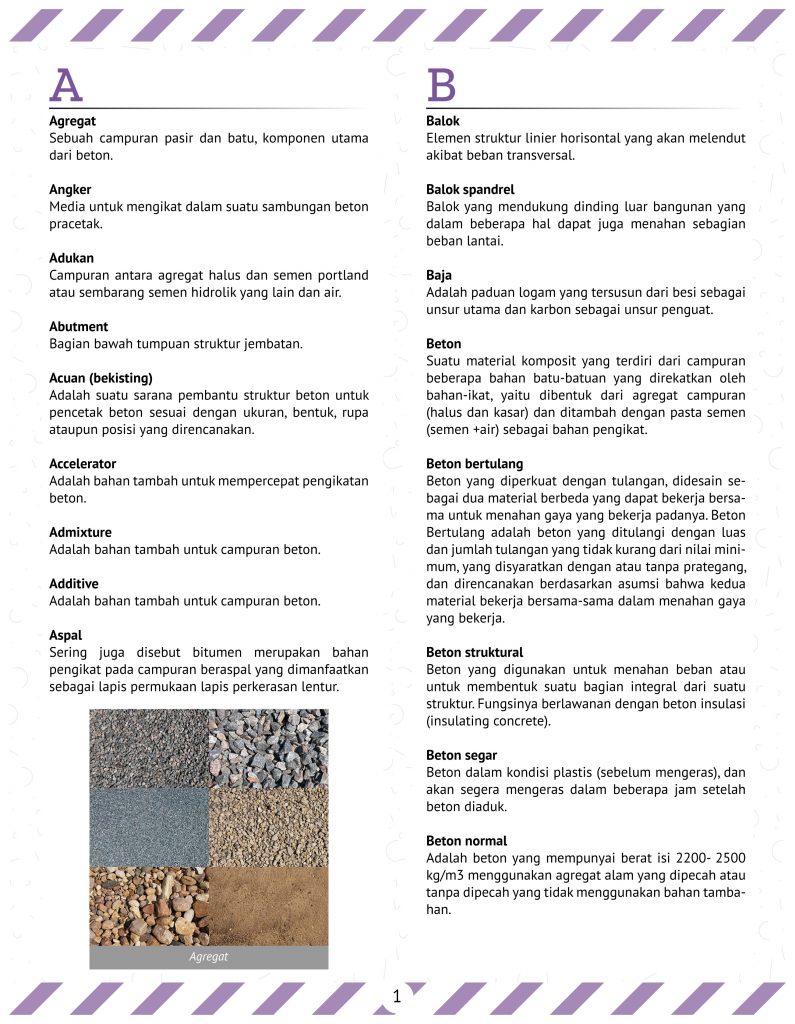 A
Agregat
Sebuah campuran pasir dan batu, komponen utama
dari beton.
Angker
Media untuk mengikat dalam suatu sambungan beton
pracetak.
Adukan
Campuran antara agregat halus dan semen portland
atau sembarang semen hidrolik yang lain dan air.
Abutment
Bagian bawah tumpuan struktur jembatan.
Acuan (bekisting)
Adalah suatu sarana pembantu struktur beton untuk
pencetak beton sesuai dengan ukuran, bentuk, rupa
ataupun posisi yang direncanakan.
Accelerator
Adalah bahan tambah untuk mempercepat pengikatan
beton.
Admixture
Adalah bahan tambah untuk campuran beton.
Additive
Adalah bahan tambah untuk campuran beton.
Aspal
Sering juga disebut bitumen merupakan bahan
pengikat pada campuran beraspal yang dimanfaatkan
sebagai lapis permukaan lapis perkerasan lentur.
Agregat
B
Balok
Elemen struktur linier horisontal yang akan melendut
akibat beban transversal.
Balok spandrel
Balok yang mendukung dinding luar bangunan yang
dalam beberapa hal dapat juga menahan sebagian
beban lantai.
Baja
Adalah paduan logam yang tersusun dari besi sebagai
unsur utama dan karbon sebagai unsur penguat.
Beton
Suatu material komposit yang terdiri dari campuran
beberapa bahan batu-batuan yang direkatkan oleh
bahan-ikat, yaitu dibentuk dari agregat campuran
(halus dan kasar) dan ditambah dengan pasta semen
(semen +air) sebagai bahan pengikat.
Beton bertulang
Beton yang diperkuat dengan tulangan, didesain se-
bagai dua material berbeda yang dapat bekerja bersa-
ma untuk menahan gaya yang bekerja padanya. Beton
Bertulang adalah beton yang ditulangi dengan luas
dan jumlah tulangan yang tidak kurang dari nilai mini-
mum, yang disyaratkan dengan atau tanpa prategang,
dan direncanakan berdasarkan asumsi bahwa kedua
material bekerja bersama-sama dalam menahan gaya
yang bekerja.
Beton struktural
Beton yang digunakan untuk menahan beban atau
untuk membentuk suatu bagian integral dari suatu
struktur. Fungsinya berlawanan dengan beton insulasi
(insulating concrete).
Beton segar
Beton dalam kondisi plastis (sebelum mengeras), dan
akan segera mengeras dalam beberapa jam setelah
beton diaduk.
Beton normal
Adalah beton yang mempunyai berat isi 2200- 2500
kg/m3 menggunakan agregat alam yang dipecah atau
tanpa dipecah yang tidak menggunakan bahan tamba-
han.
1